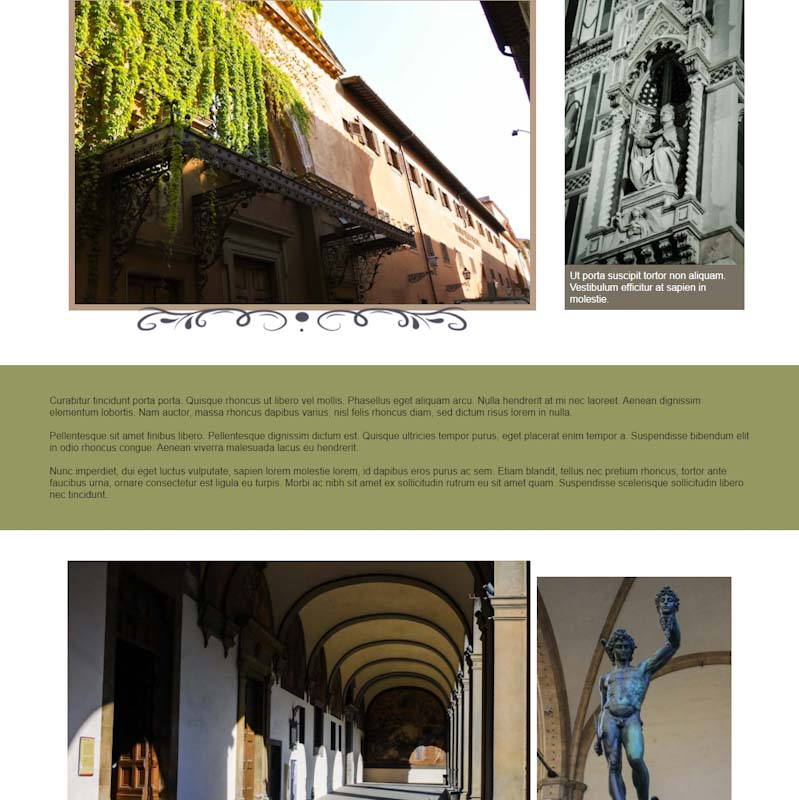 Ut porta suscipit tortor non aliquam.
Vestibulum efficitur at sapien in
molestie.
Curabitur tincidunt porta porta. Quisque rhoncus ut libero vel mollis. Phasellus eget aliquam arcu. Nulla hendrerit at mi nec laoreet. Aenean dignissim
elementum lobortis. Nam auctor, massa rhoncus dapibus varius, nisl felis rhoncus diam, sed dictum risus lorem in nulla.
Pellentesque sit amet finibus libero. Pellentesque dignissim dictum est. Quisque ultricies tempor purus, eget placerat enim tempor a. Suspendisse bibendum elit
in odio rhoncus congue. Aenean viverra malesuada lacus eu hendrerit.
Nunc imperdiet, dui eget luctus vulputate, sapien lorem molestie lorem, id dapibus eros purus ac sem. Etiam blandit, tellus nec pretium rhoncus, tortor ante
faucibus urna, ornare consectetur est ligula eu turpis. Morbi ac nibh sit amet ex sollicitudin rutrum eu sit amet quam. Suspendisse scelerisque sollicitudin libero
nec tincidunt.